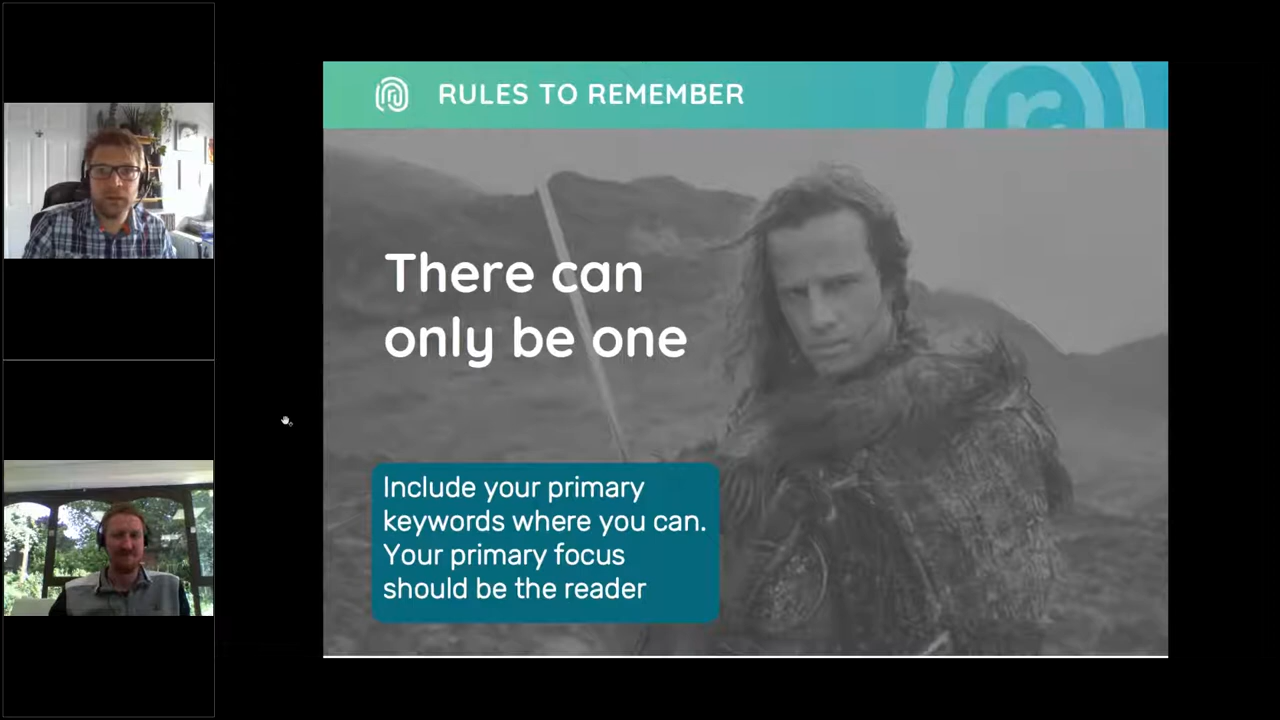 RULES TO REMEMBER
There can
only be one
Include your primary
keywords where you can.
Your primary focus
should be the reader